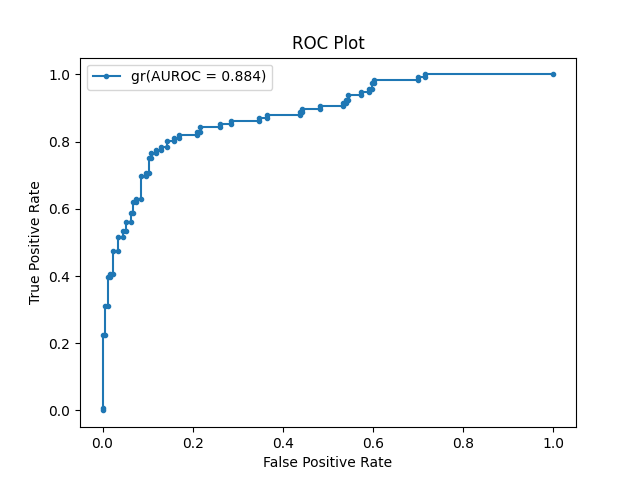 ROC Plot
gr(AUROC = 0.884)
1.0
0.8
0.6
0.4
0.2
0.0
True Positive Rate
0.0 0.2 0.4 0.6 0.8 1.0
False Positive Rate